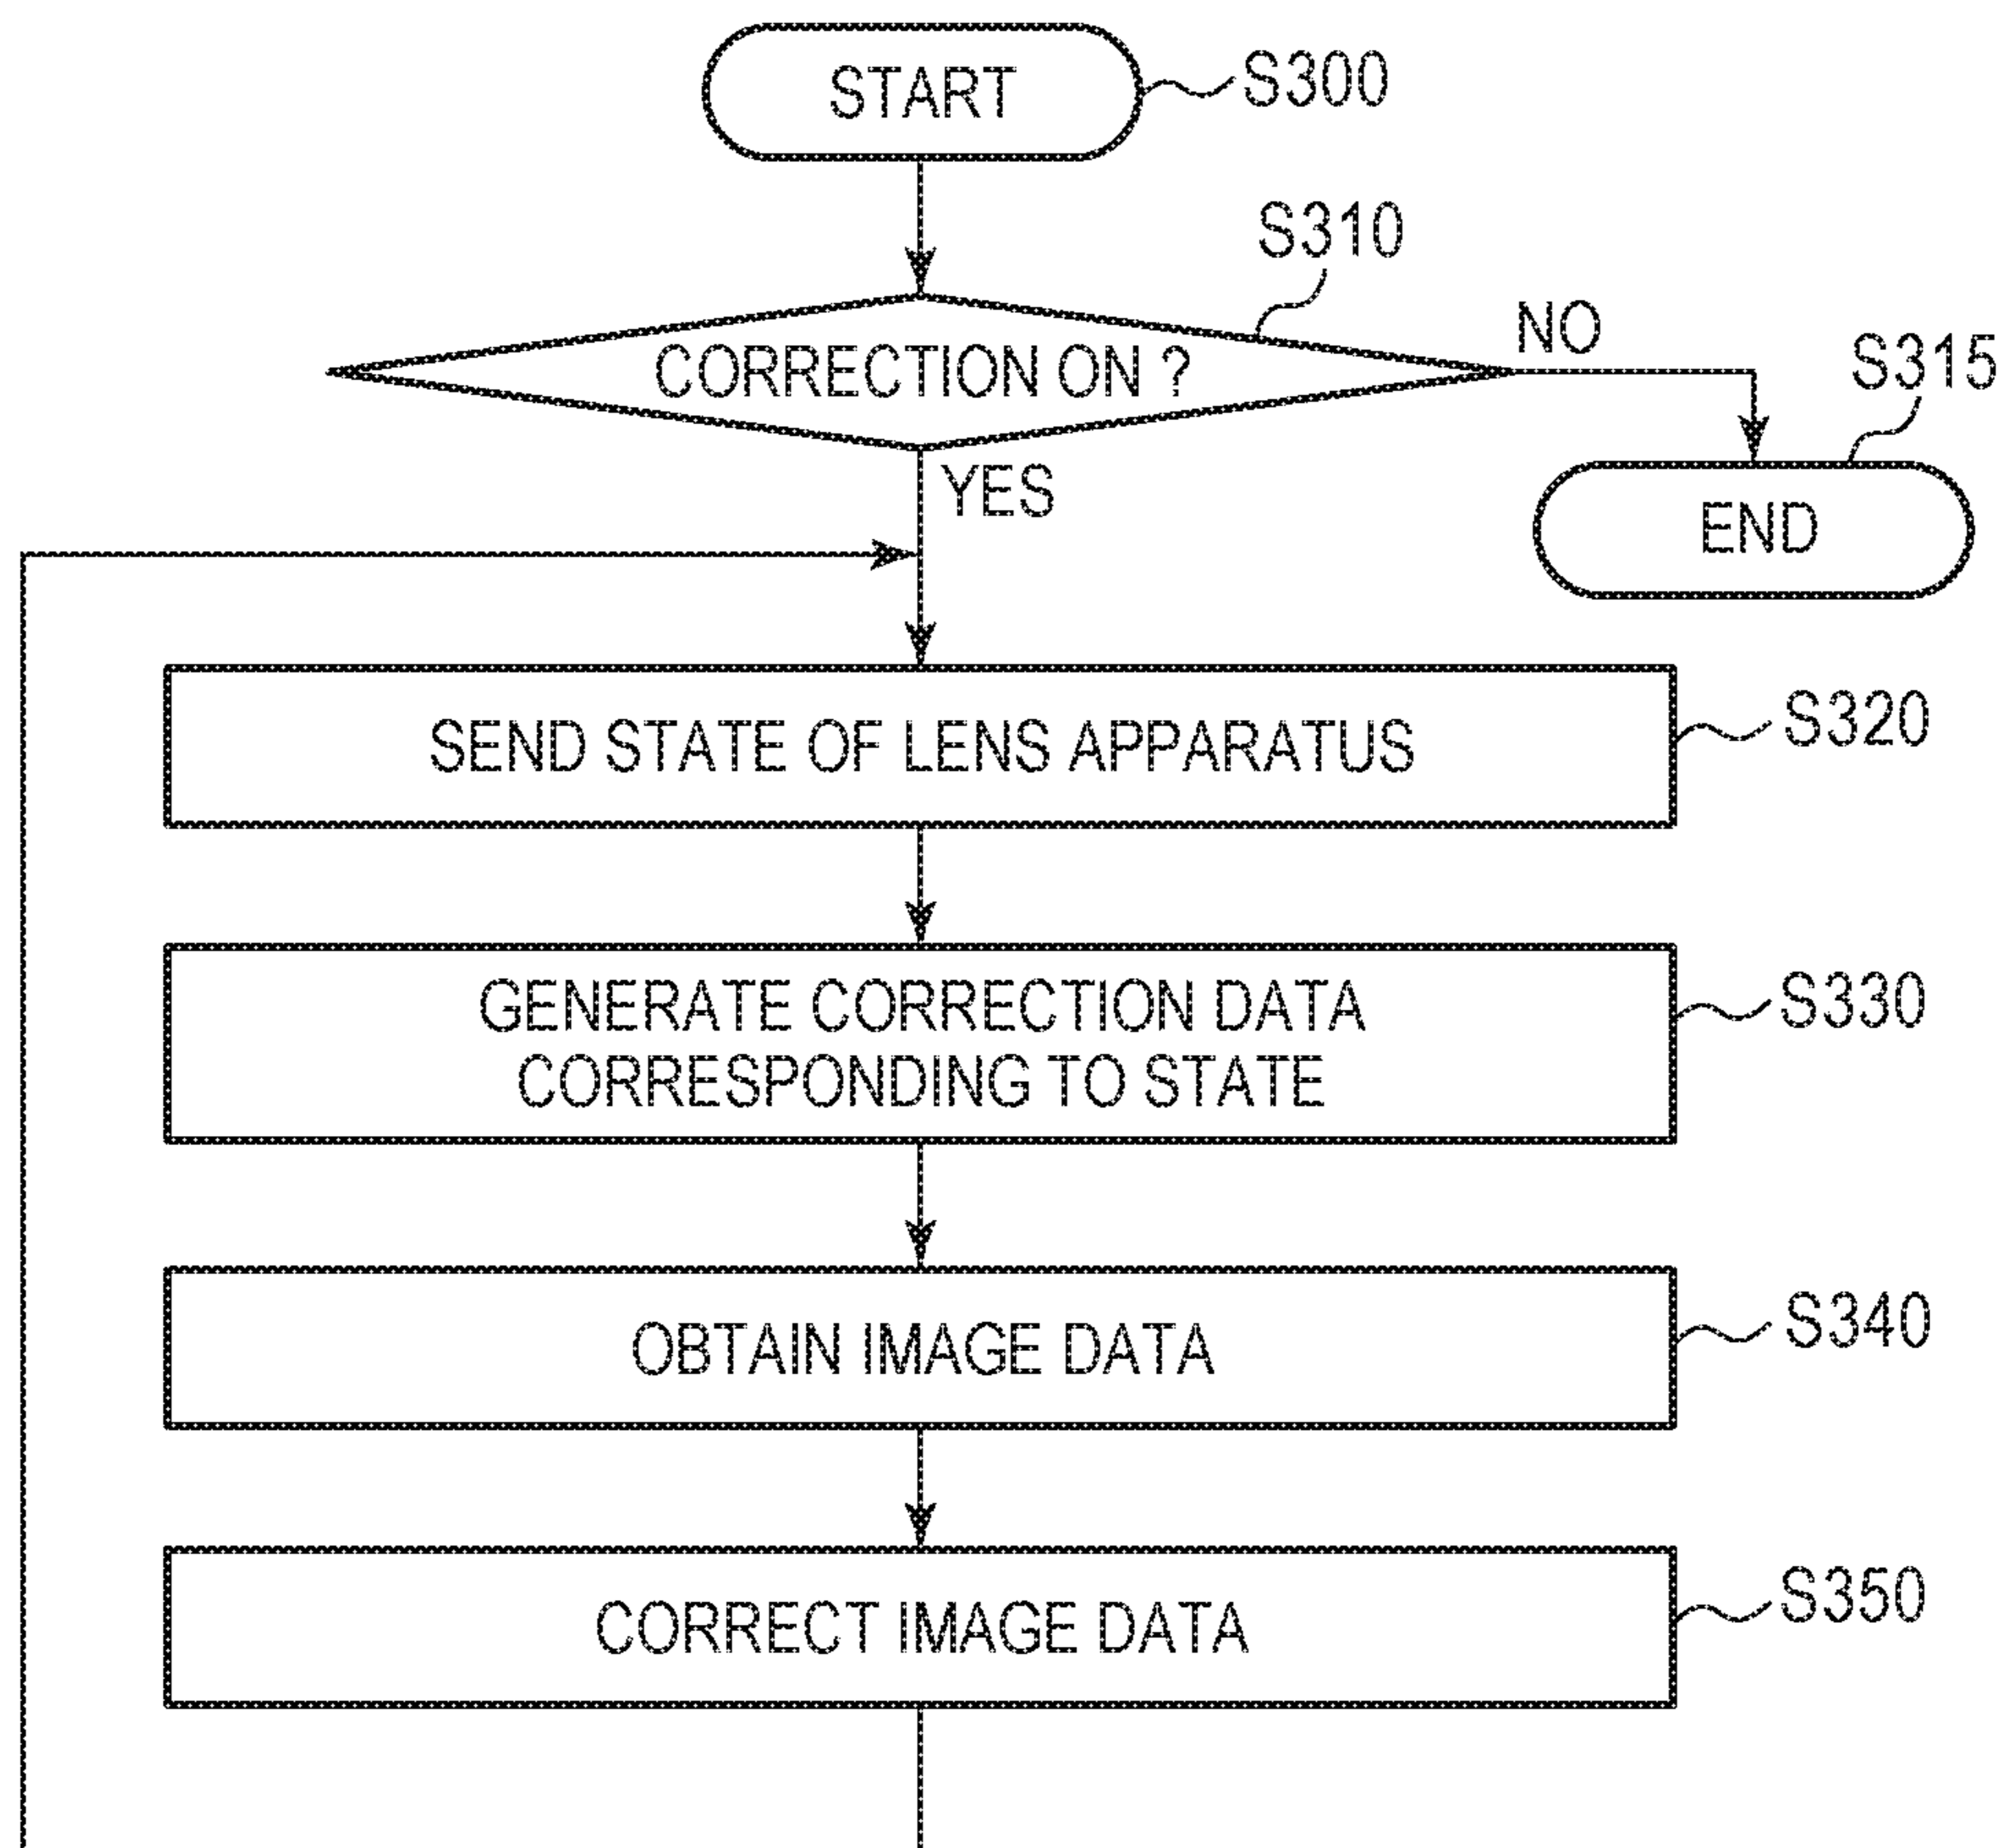 START
S300
S310
CORRECTION ON ?
NO
S315
YES
END
SEND STATE OF LENS APPARATUS
S320
GENERATE CORRECTION DATA
CORRESPONDING TO STATE
S330
OBTAIN IMAGE DATA
S340
CORRECT IMAGE DATA
S350